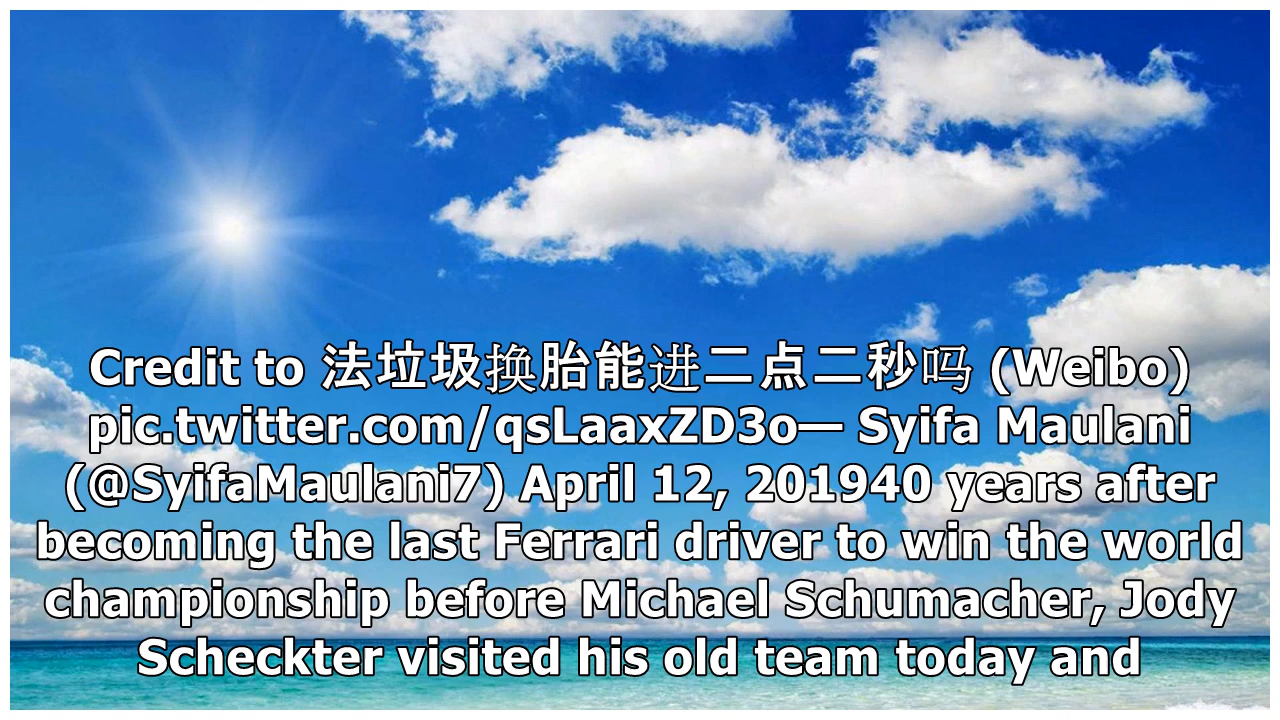 Credit to 法垃圾换胎能进二点二秒吗 (Weibo)
pic.twitter.com/qsLaaxZD3o— Syifa Maulani
(@SyifaMaulani7) April 12, 201940 years after
becoming the last Ferrari driver to win the world
championship before Michael Schumacher, Jody
Scheckter visited his old team today and